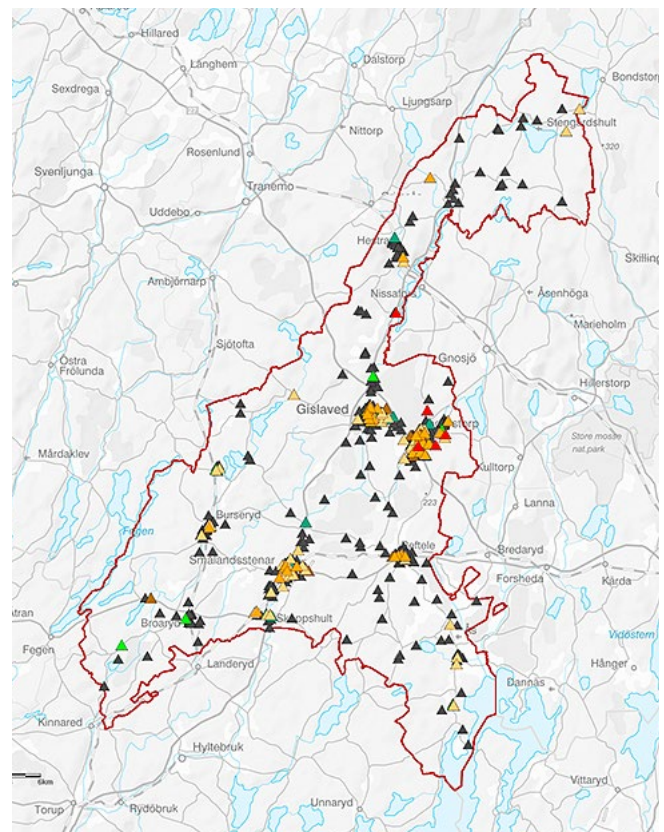 Hillared
Dalstorp
Länghem
Bondstorp
Sexdrega
Ljungsarp
Stengårdshult
Nittorp
320
Rosenlund
Svenljunga
Tranemo
Uddebo
Hestra
Skilling
Ambjörnarp
Nissafors
Åsenhöga
Marieholm
Sjötofta
Gnosjö
Östra
Frölunda
Hillerstorp
Gislaved
Store mosse
nat.park
Mårdaklev
Kulltorp
223
Lanna
Fegen
Burseryd
Reftele
Bredaryd
Smålandsstenar
Forsheda
Kärda
Skeppshult
Broaryd
Vidöstern
Fegen
Landeryd
Hånger
Dannäs
Kinnared
Hyltebruk
6km
Vittaryd
Torup
Rydöbruk
Unnaryd